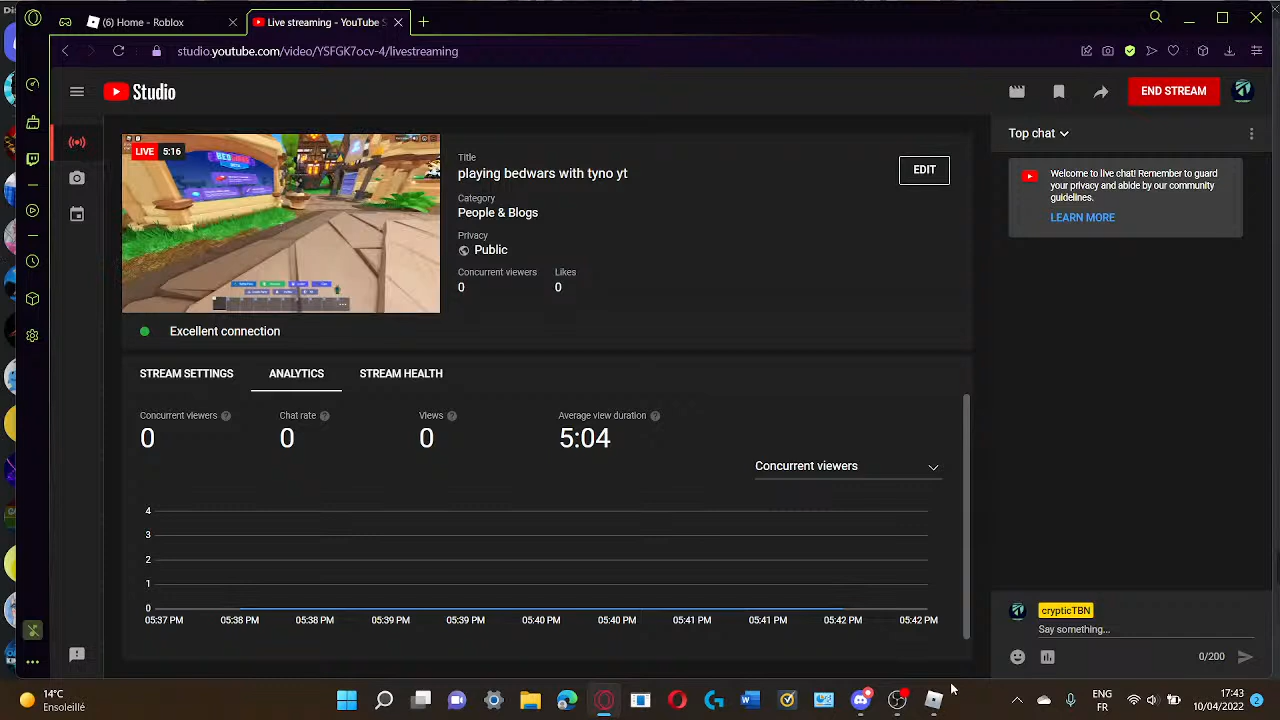 (6) Home - Roblox
Live streaming - YouTube S
studio.youtube.com/video/YSFGK7ocv-4/livestreaming
Studio
END STREAM
LIVE 5:16
Title
playing bedwars with tyno yt
EDIT
Category
People & Blogs
Privacy
Public
Concurrent viewers Likes
0 0
Excellent connection
STREAM SETTINGS ANALYTICS STREAM HEALTH
Concurrent viewers Chat rate Views Average view duration
0 0 0 5:04
Concurrent viewers
4
3
2
1
0
05:37 PM 05:38 PM 05:38 PM 05:39 PM 05:39 PM 05:40 PM 05:40 PM 05:41 PM 05:41 PM 05:42 PM 05:42 PM
Top chat
Welcome to live chat! Remember to guard
your privacy and abide by our community
guidelines.
LEARN MORE
crypticTBN
Say something...
0/200
14°C
Ensoleillé
ENG
FR
17:43
10/04/2022
2